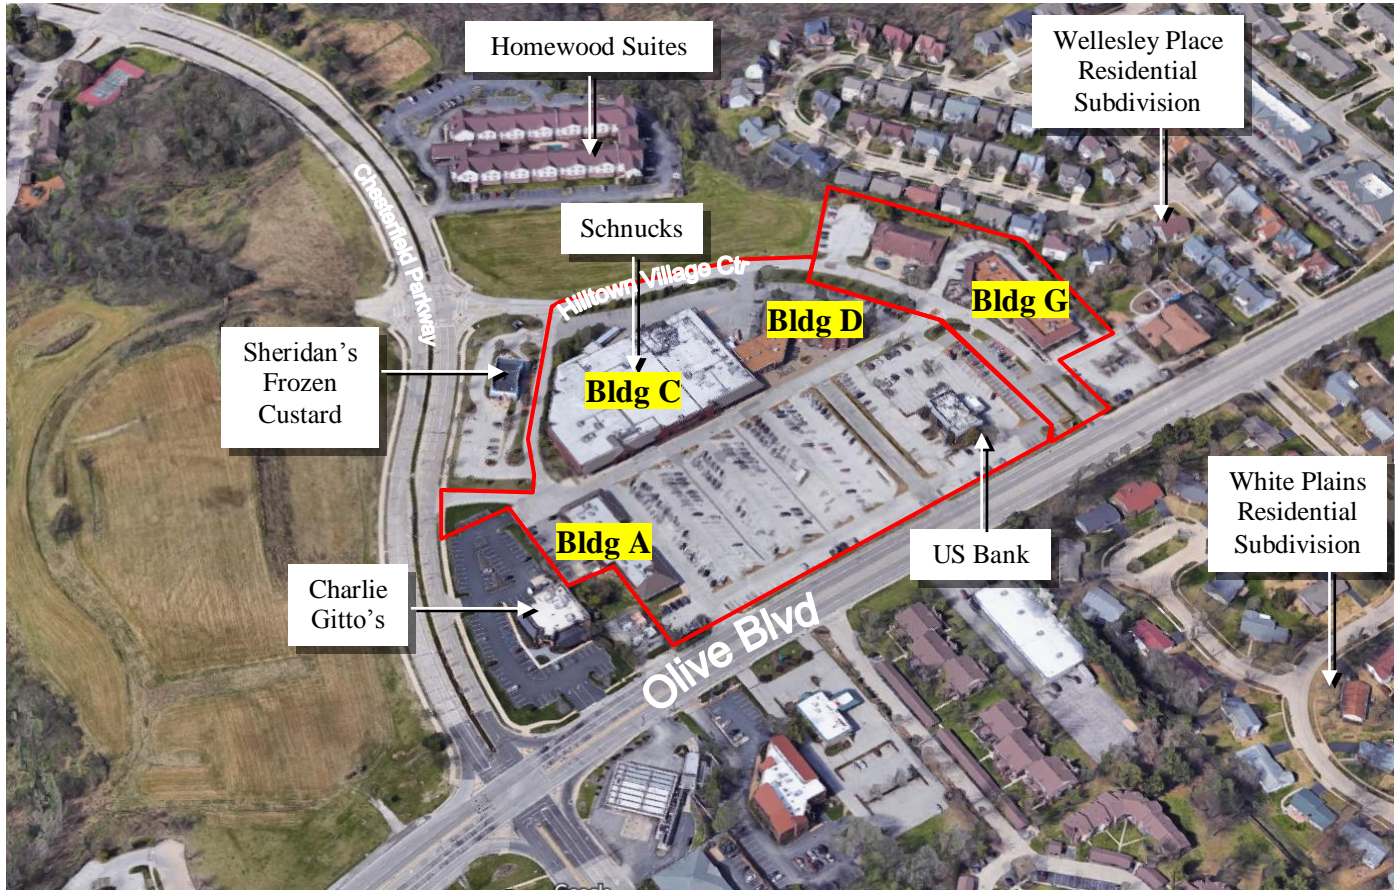 Homewood Suites
Wellesley Place
Residential
Subdivision
Chesterfield Parkway
Schnucks
Hilltown Village Ctr
Bldg D
Bldg G
Sheridan’s
Frozen
Custard
Bldg C
Bldg A
US Bank
White Plains
Residential
Subdivision
Charlie
Gitto’s
Olive Blvd
Google